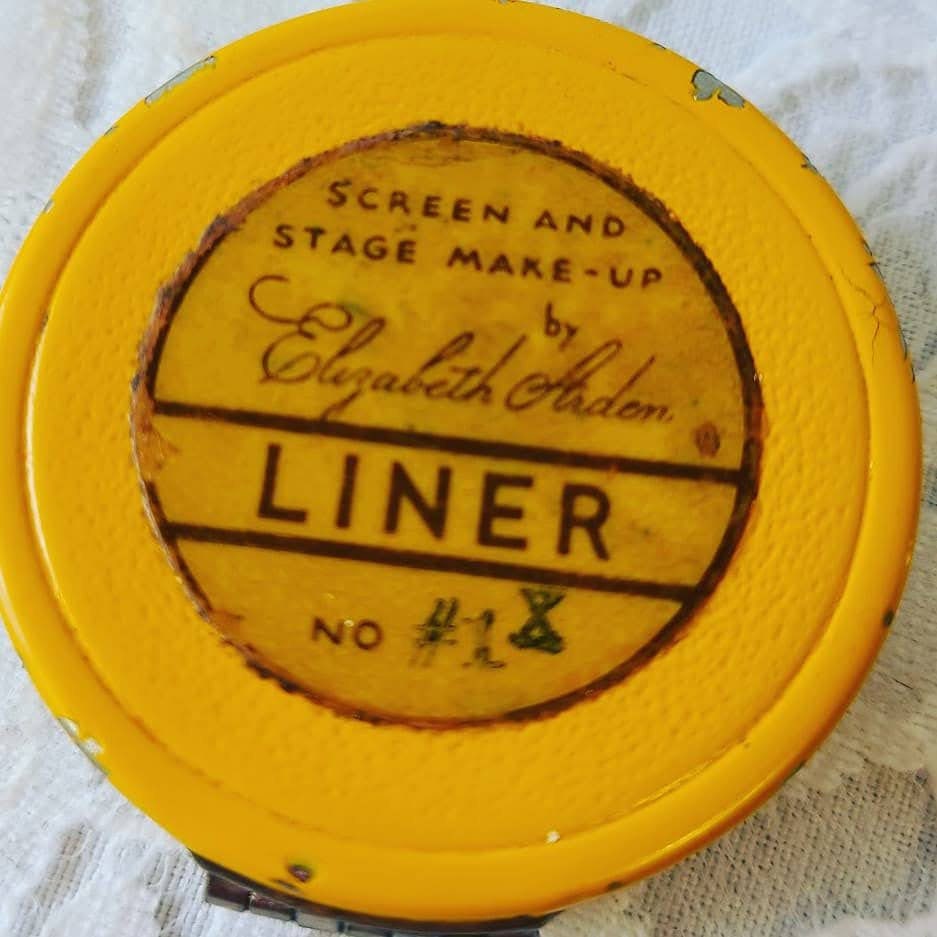 SCREEN AND
STAGE MAKE-UP
by
Elizabeth Arden
LINER
NO #1